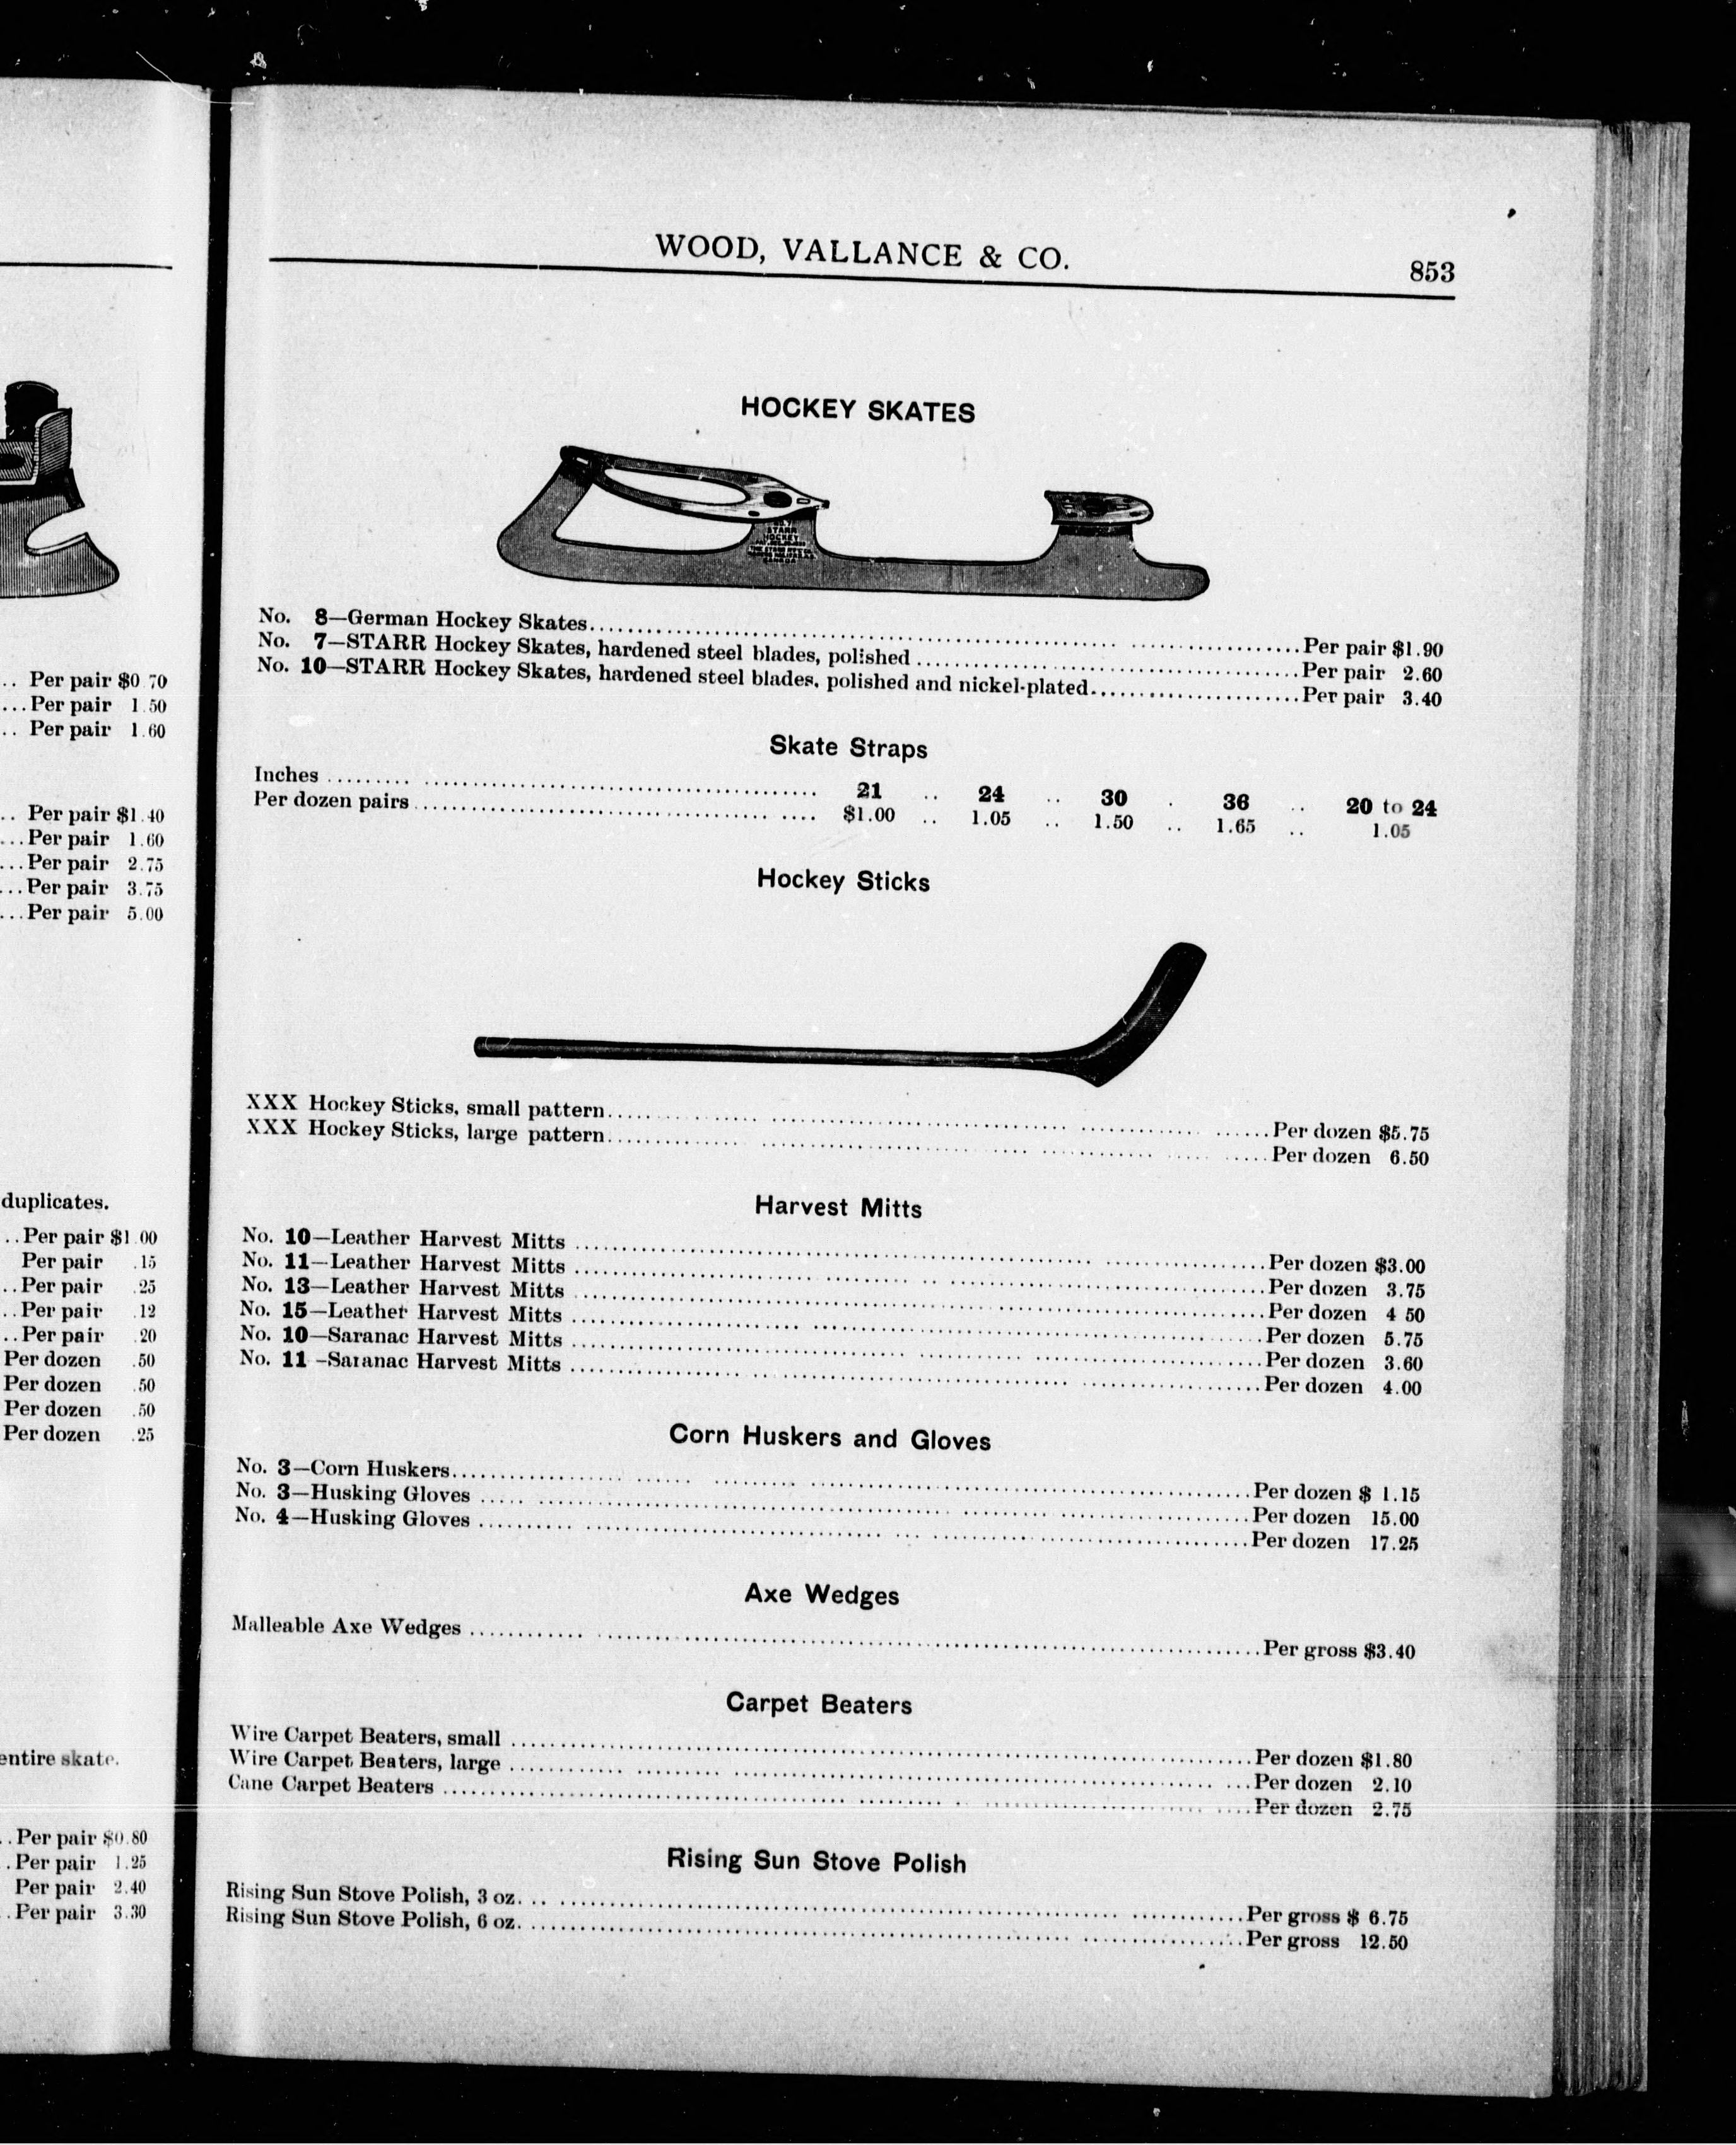 .. Per pair $0 70
...Per pair 1.50
.. Per pair 1.60
.. Per pair $1.40
...Per pair 1.60
...Per pair 2.75
...Per pair 3.75
...Per pair 5.00
duplicates.
..Per pair $1.00
Per pair .15
..Per pair .25
..Per pair .12
..Per pair .20
Per dozen .50
Per dozen .50
Per dozen .50
Per dozen .25
entire skate.
..Per pair $0.80
.Per pair 1.25
Per pair 2.40
.Per pair 3.30
WOOD, VALLANCE & CO.
853
HOCKEY SKATES
STARR
HOCKEY
CANADA
No. 8—German Hockey Skates.......... Per pair $1.90
No. 7—STARR Hockey Skates, hardened steel blades, polished.......... Per pair 2.60
No. 10—STARR Hockey Skates, hardened steel blades, polished and nickel-plated.......... Per pair 3.40
Skate Straps
Inches .......... 21 .. 24 .. 30 . 36 .. 20 to 24
Per dozen pairs .......... $1.00 .. 1.05 .. 1.50 .. 1.65 .. 1.05
Hockey Sticks
XXX Hockey Sticks, small pattern.......... Per dozen $5.75
XXX Hockey Sticks, large pattern.......... Per dozen 6.50
Harvest Mitts
No. 10—Leather Harvest Mitts .......... Per dozen $3.00
No. 11—Leather Harvest Mitts .......... Per dozen 3.75
No. 13—Leather Harvest Mitts .......... Per dozen 4 50
No. 15—Leather Harvest Mitts .......... Per dozen 5.75
No. 10—Saranac Harvest Mitts .......... Per dozen 3.60
No. 11 –Saranac Harvest Mitts .......... Per dozen 4.00
Corn Huskers and Gloves
No. 3—Corn Huskers.......... Per dozen $ 1.15
No. 3—Husking Gloves .......... Per dozen 15.00
No. 4—Husking Gloves .......... Per dozen 17.25
Axe Wedges
Malleable Axe Wedges .......... Per gross $3.40
Carpet Beaters
Wire Carpet Beaters, small .......... Per dozen $1.80
Wire Carpet Beaters, large .......... Per dozen 2.10
Cane Carpet Beaters .......... Per dozen 2.75
Rising Sun Stove Polish
Rising Sun Stove Polish, 3 oz.......... Per gross $ 6.75
Rising Sun Stove Polish, 6 oz.......... Per gross 12.50